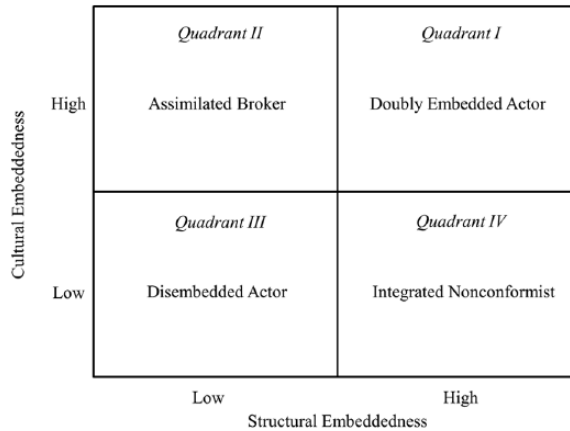 Quadrant II
Quadrant I
High
Assimilated Broker
Doubly Embedded Actor
Cultural Embeddedness
Quadrant III
Quadrant IV
Low
Disembedded Actor
Integrated Nonconformist
Low
High
Structural Embeddedness